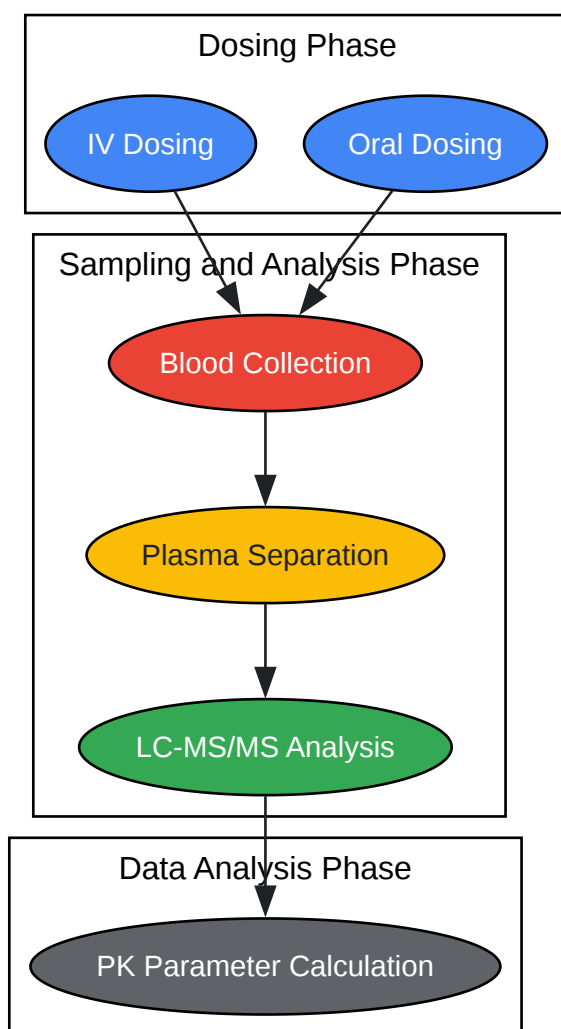 Dosing Phase
IV Dosing
Oral Dosing
Sampling and Analysis Phase
Blood Collection
Plasma Separation
LC-MS/MS Analysis
Data Analysis Phase
PK Parameter Calculation